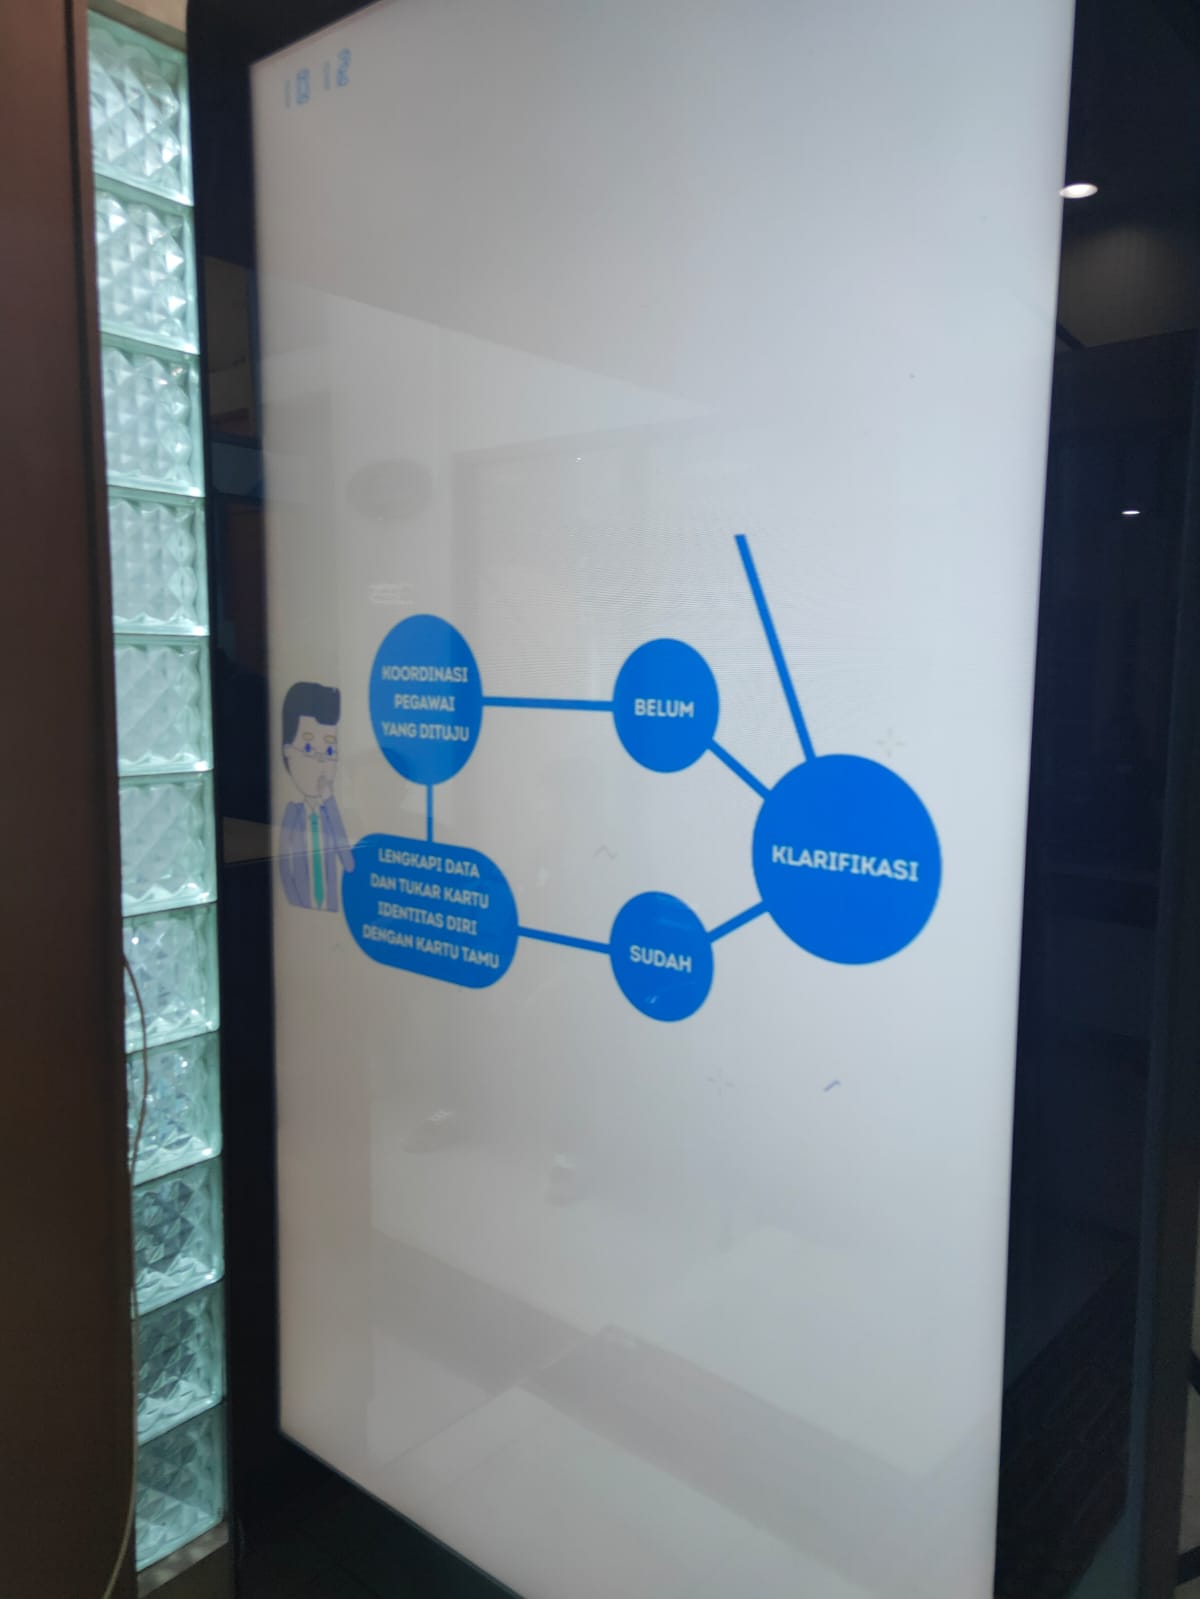 KOORDINASI
PEGAWAI
YANG DITUJU
BELUM
KLARIFIKASI
LENGKAPI DATA
DAN TUKAR KARTU
IDENTITAS DIRI
DENGAN KARTU TAMU
SUDAH